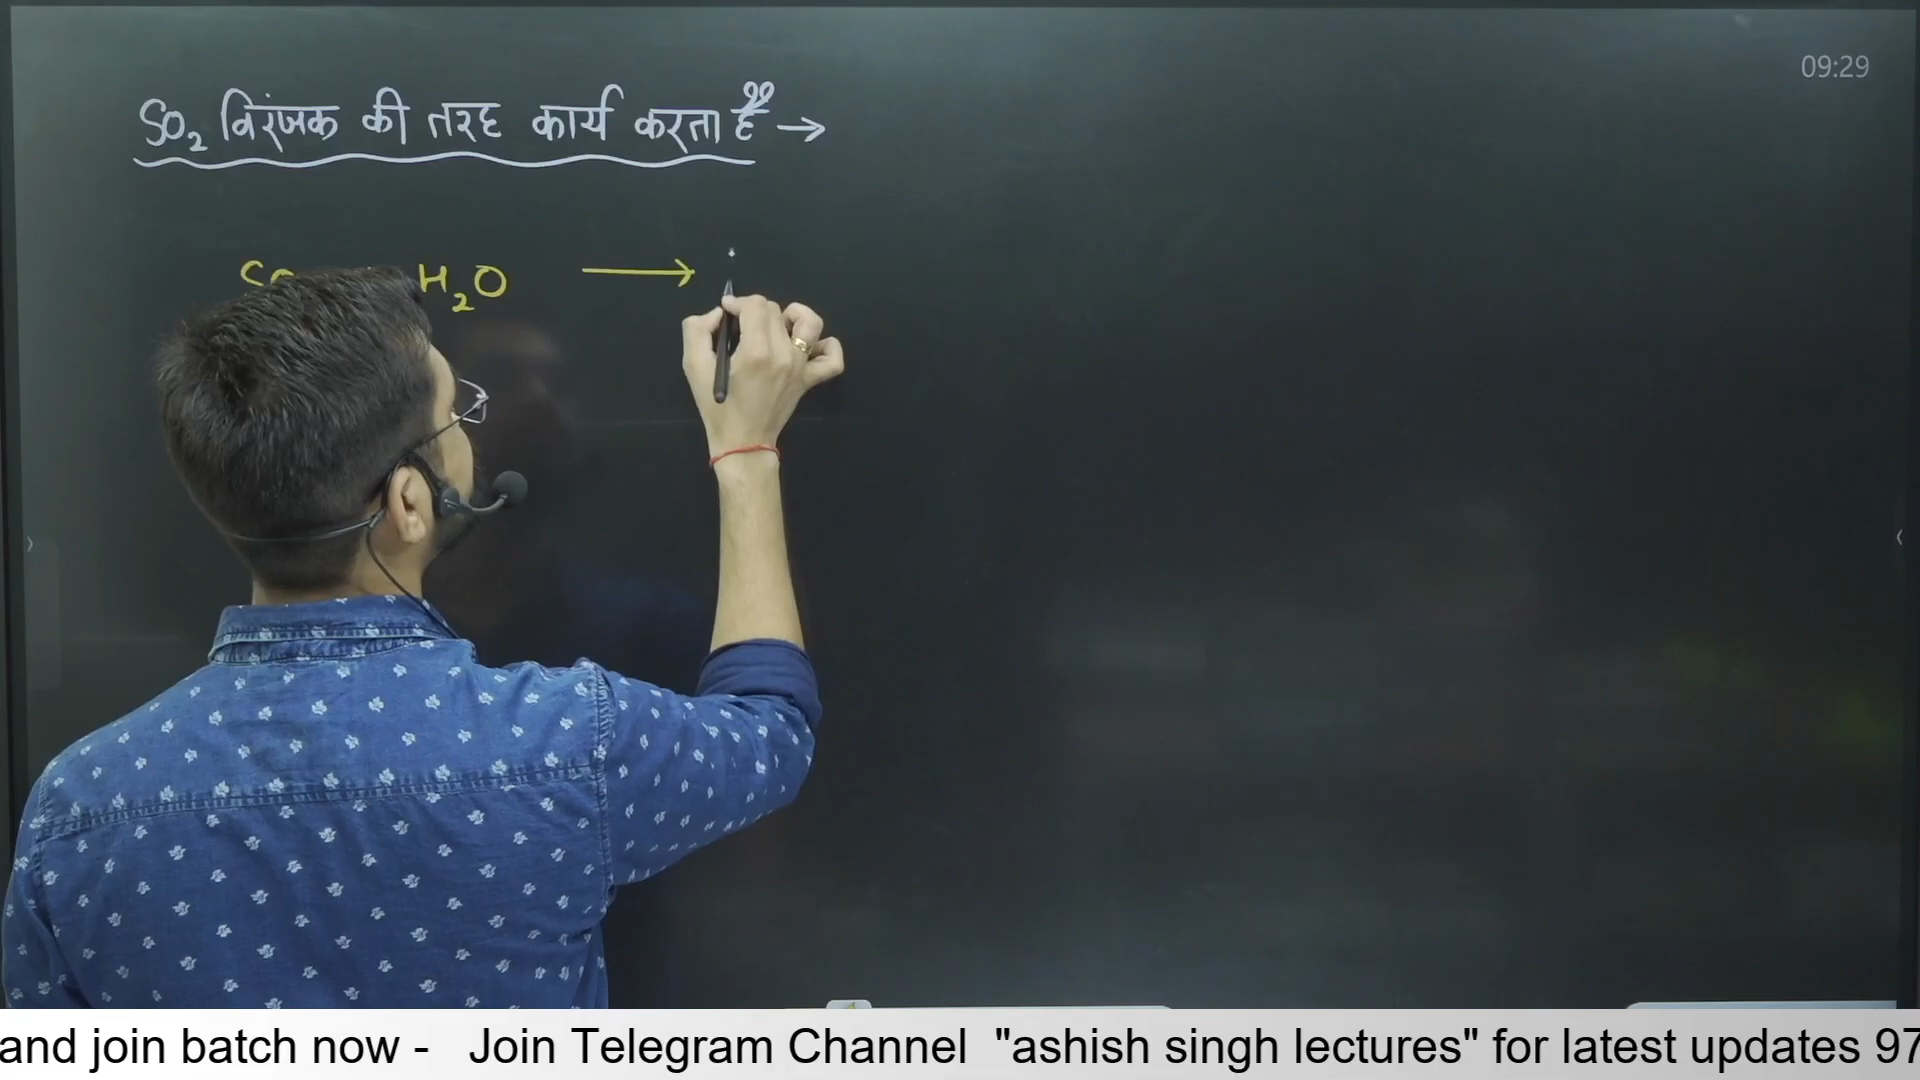 09:29
SO₂ विरंजक की तरह कार्य करता है →
H₂O →
and join batch now - Join Telegram Channel "ashish singh lectures" for latest updates 97